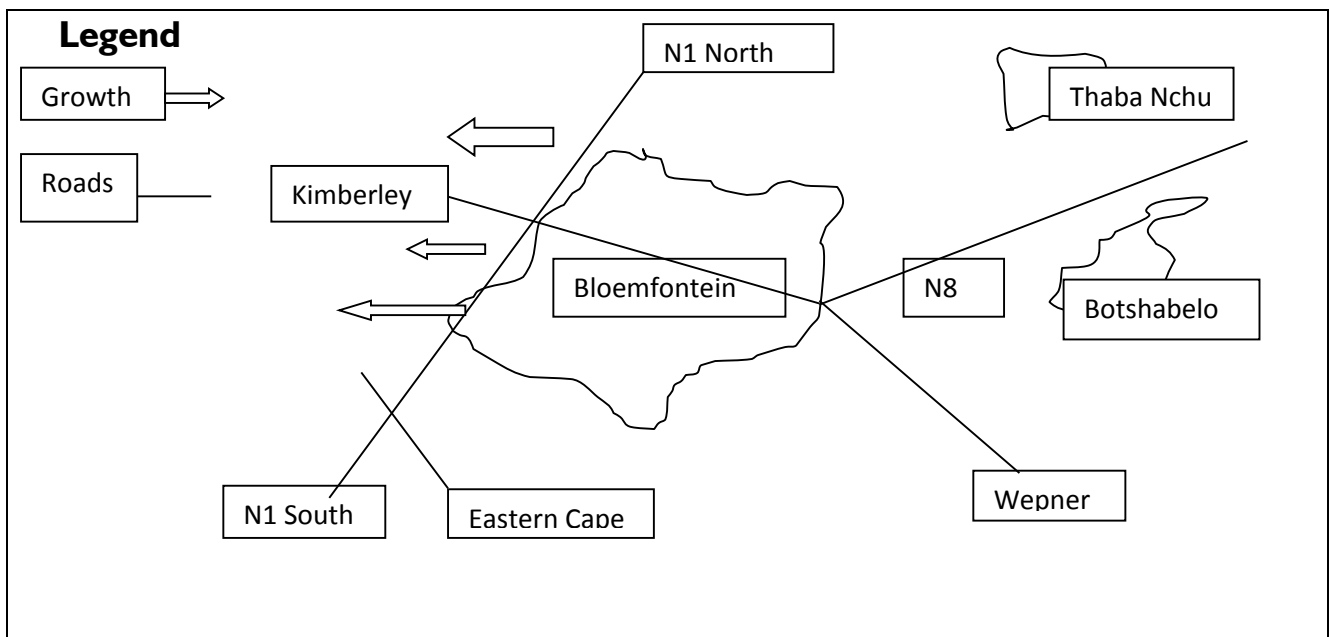 Legend
N1 North
Growth
Thaba Nchu
Roads
Kimberley
Bloemfontein
N8
Botshabelo
N1 South
Eastern Cape
Wepner